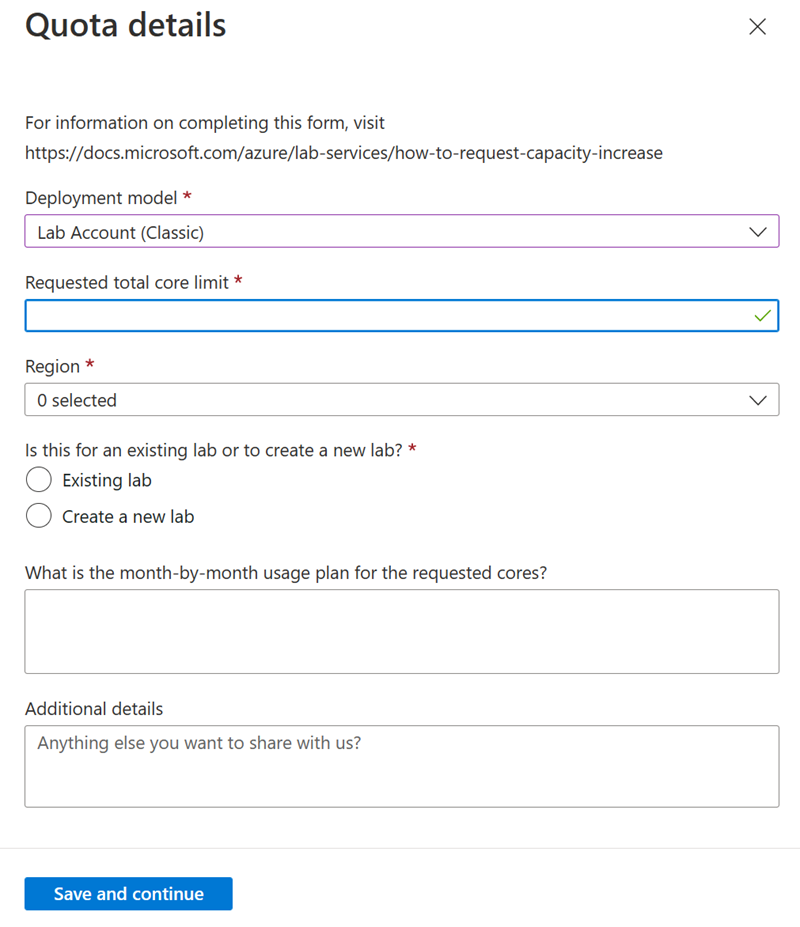 Quota details
For information on completing this form, visit
https://docs.microsoft.com/azure/lab-services/how-to-request-capacity-increase
Deployment model *
Lab Account (Classic)
Requested total core limit *
Region *
0 selected
Is this for an existing lab or to create a new lab? *
Existing lab
Create a new lab
What is the month-by-month usage plan for the requested cores?
Additional details
Anything else you want to share with us?
Save and continue